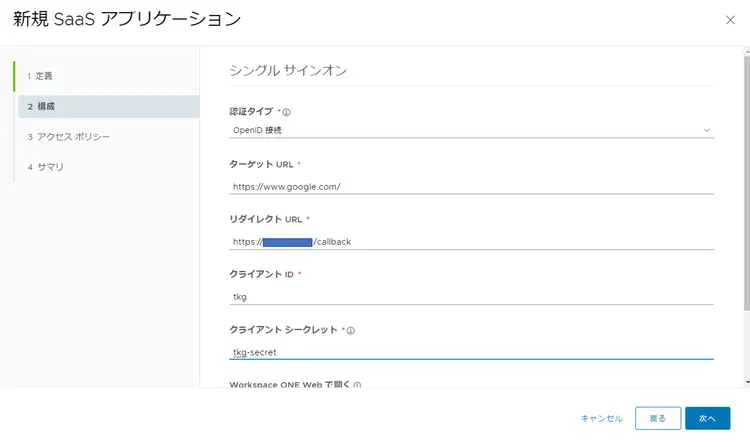 新規 SaaS アプリケーション
1 定義
2 構成
3 アクセス ポリシー
4 サマリ
シングル サインオン
認証タイプ *
OpenID 接続
ターゲット URL *
https://www.google.com/
リダイレクト URL *
https:// /callback
クライアント ID *
tkg
クライアント シークレット *
tkg-secret
Workspace ONE Web で開く
キャンセル
戻る
次へ